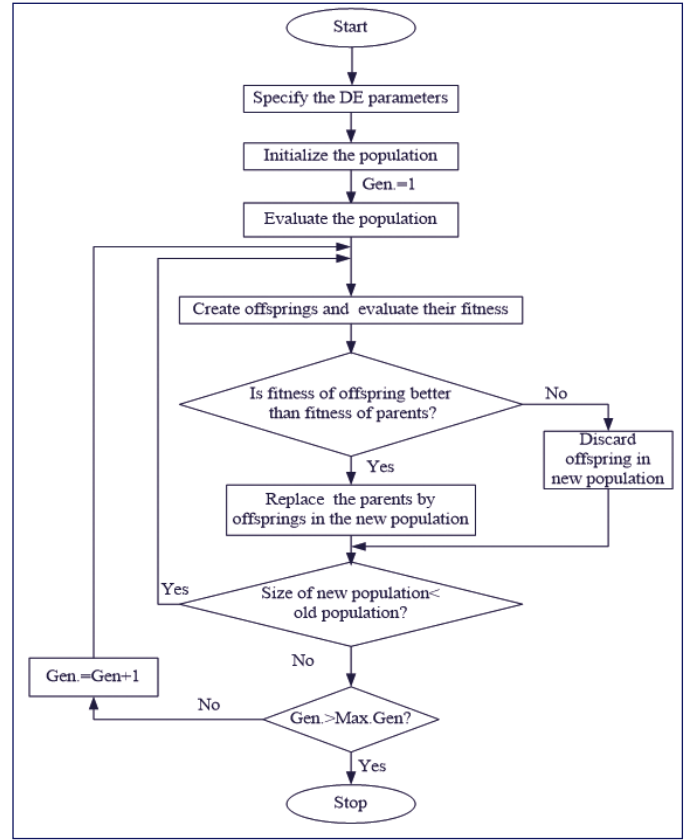 Start
Specify the DE parameters
Initialize the population
Gen.=1
Evaluate the population
Create offsprings and evaluate their fitness
Is fitness of offspring better
than fitness of parents?
No
Discard
offspring in
new population
Yes
Replace the parents by
offsprings in the new population
Yes
Size of new population<
old population?
No
Gen.=Gen+1
No
Gen.>Max.Gen?
Yes
Stop